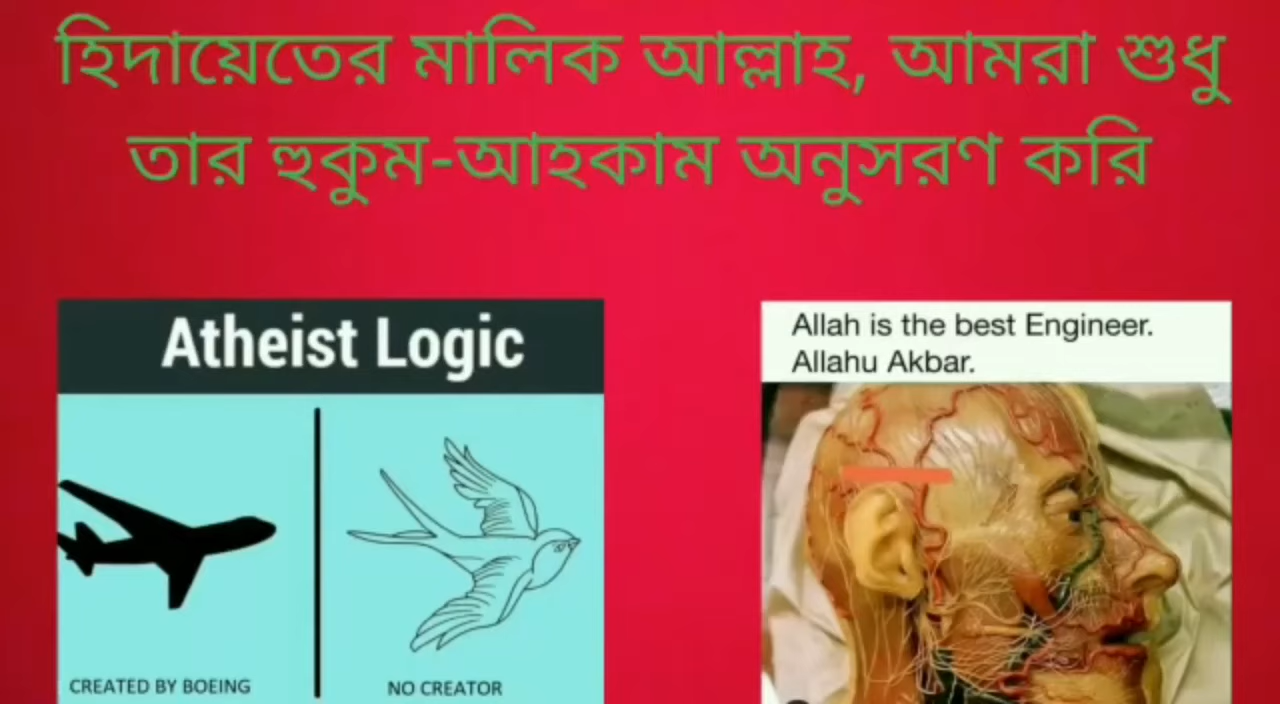 হিদায়েতের মালিক আল্লাহ, আমরা শুধু
তার হুকুম-আহকাম অনুসরণ করি
Atheist Logic
CREATED BY BOEING
NO CREATOR
Allah is the best Engineer.
Allahu Akbar.